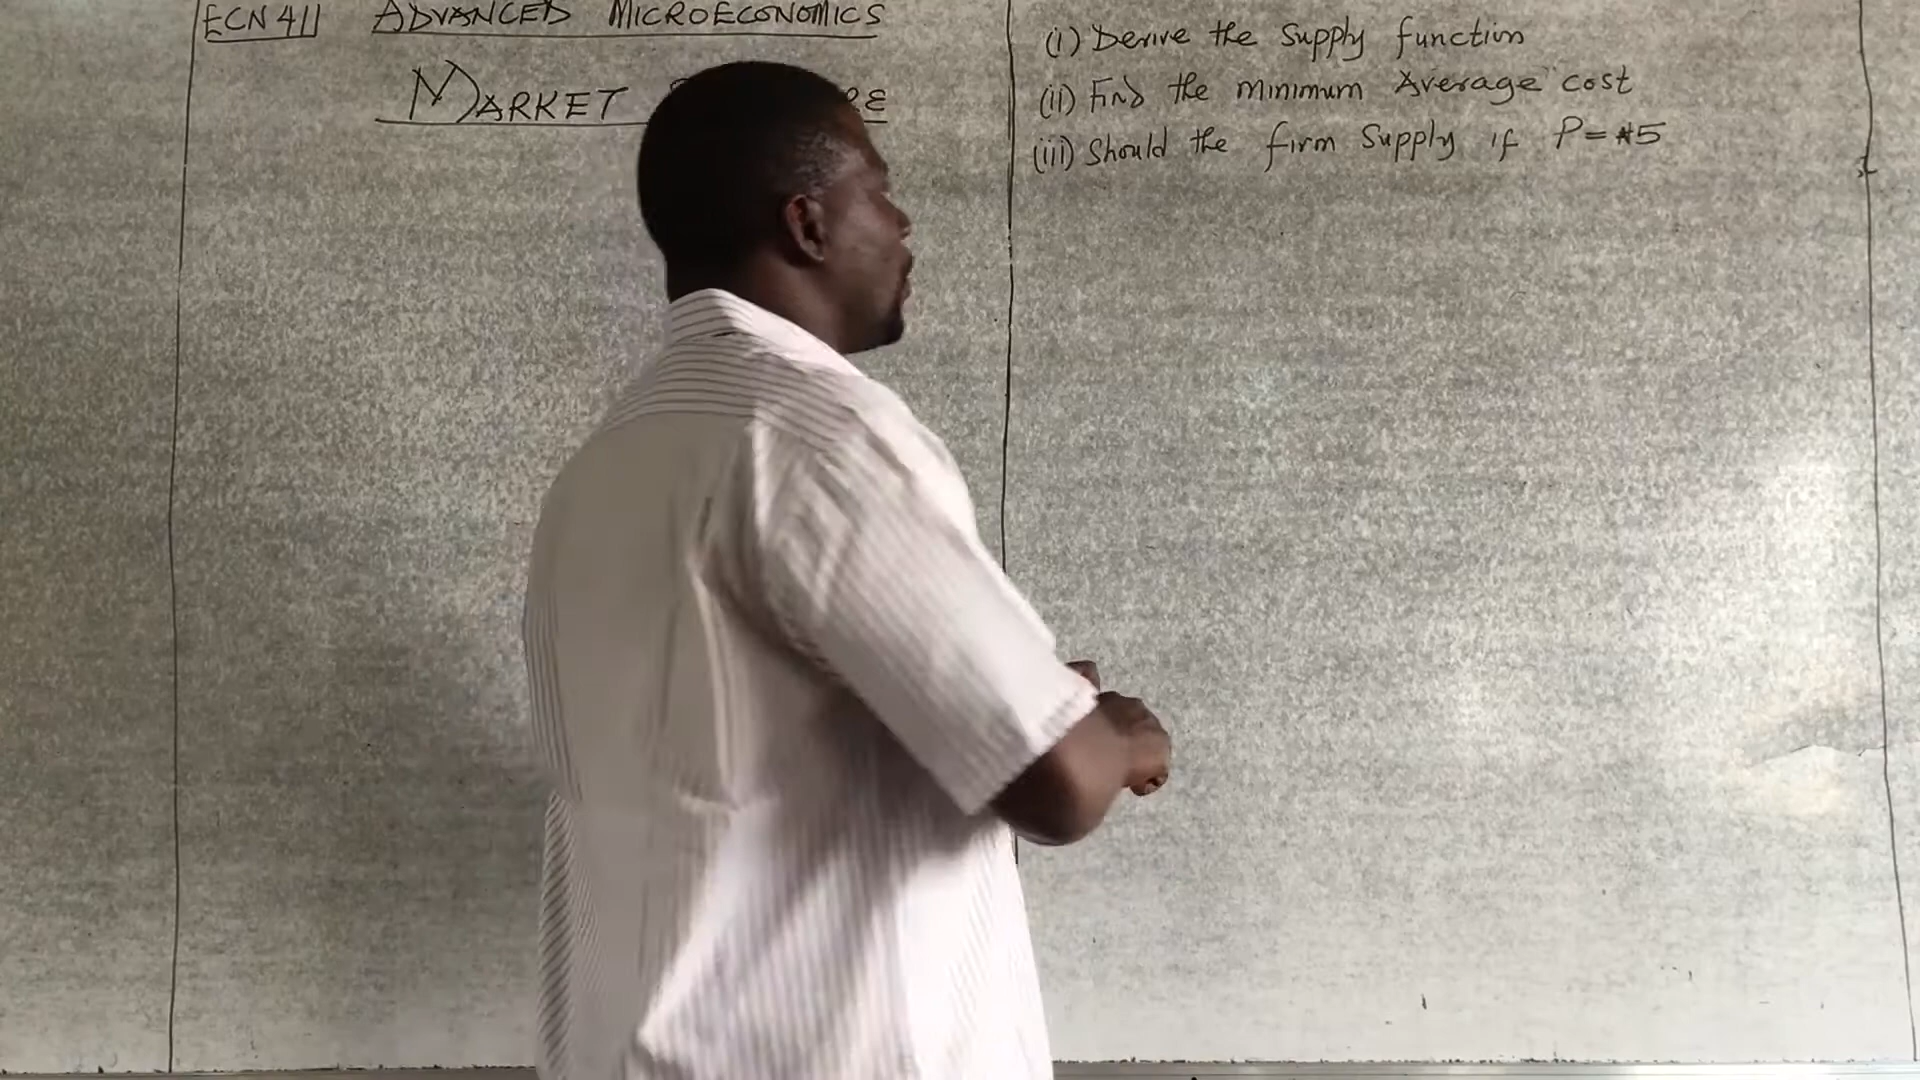 ECN 411 ADVANCED MICROECONOMICS
MARKET
(i) Derive the Supply function
(ii) Find the minimum Average cost
(iii) Should the firm Supply if P=₦5